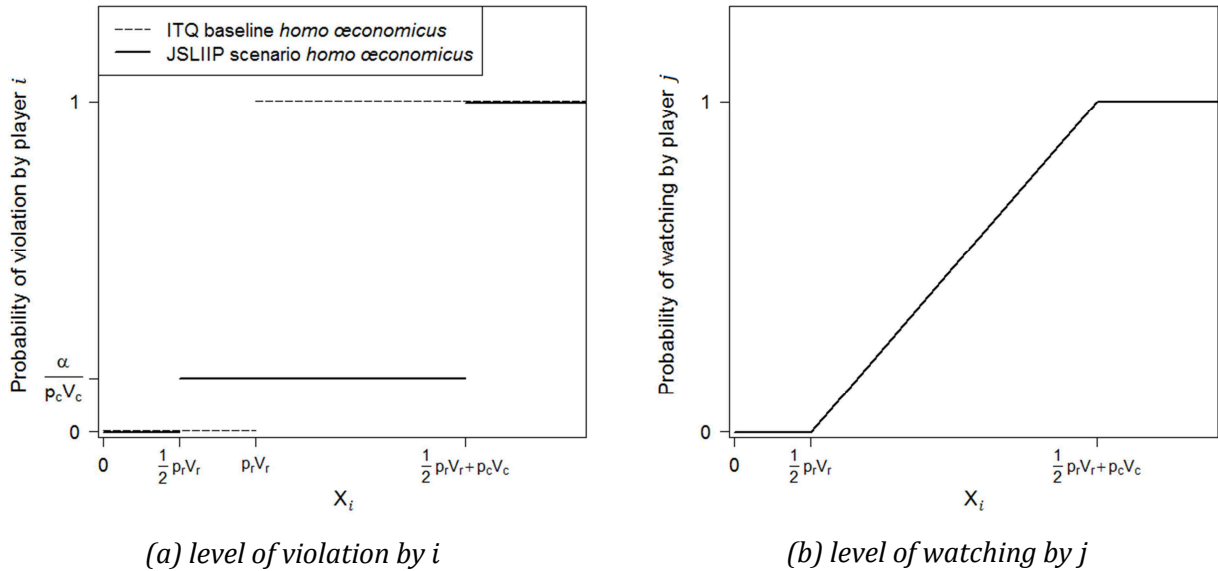 ITQ baseline homo œconomicus
JSLIIP scenario homo œconomicus
Probability of violation by player i
1
α
p_cV_c
0
0
1
2
p_rV_r
p_rV_r
1
2
p_rV_r+p_cV_c
X_i
(a) level of violation by i
Probability of watching by player j
1
0
0
1
2
p_rV_r
1
2
p_rV_r+p_cV_c
X_i
(b) level of watching by j